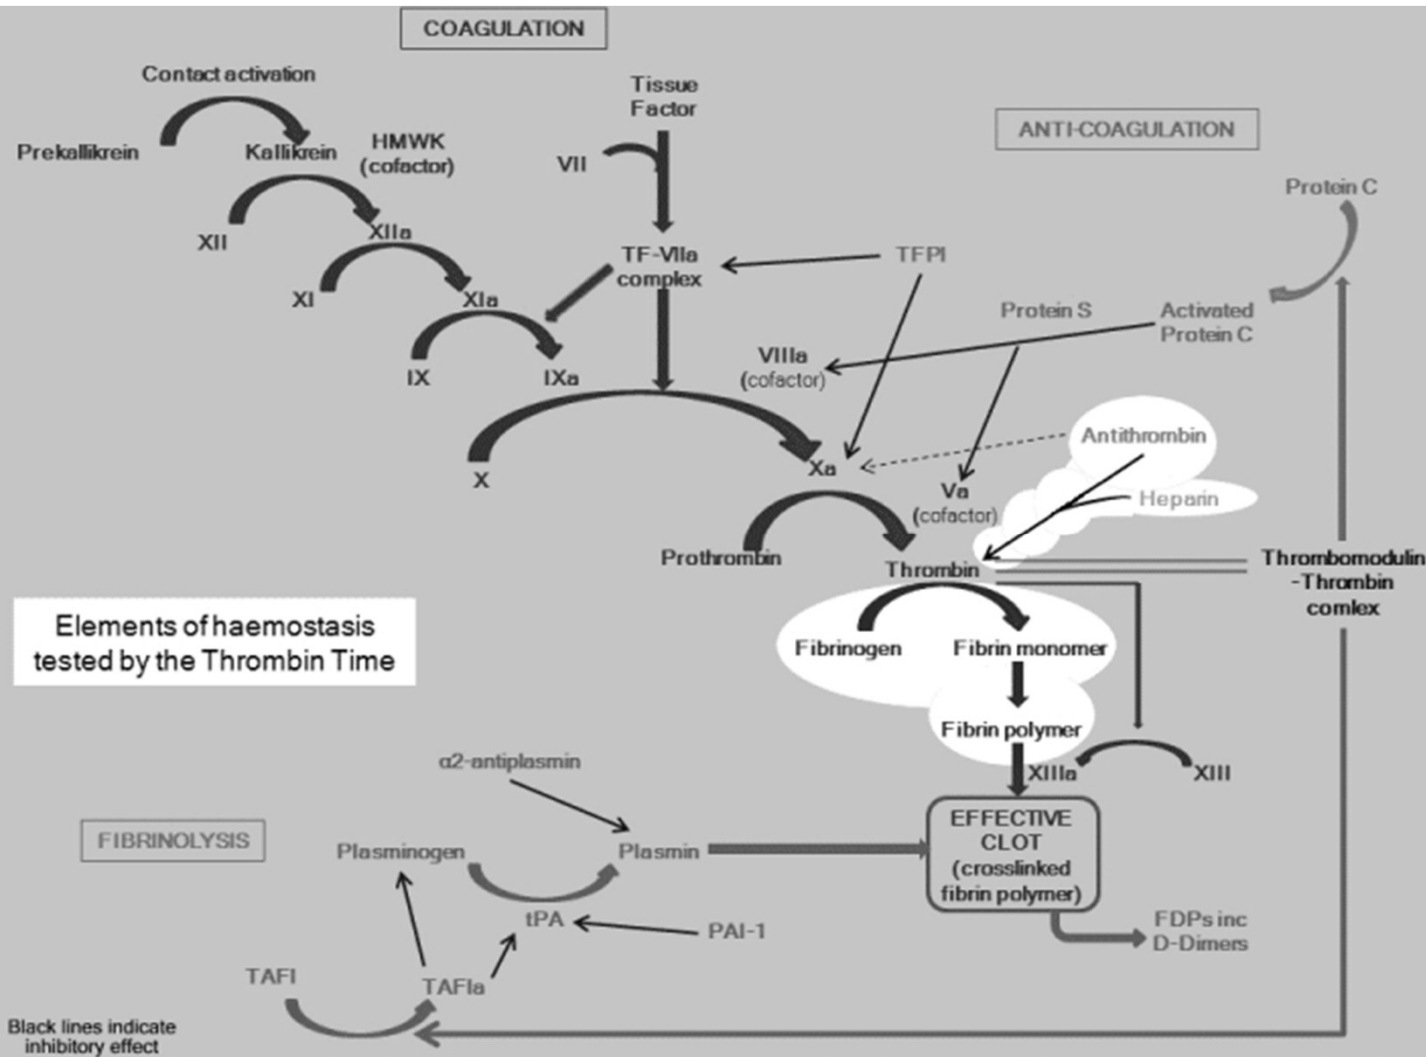 COAGULATION
Contact activation
Tissue
Factor
ANTI-COAGULATION
Prekallikrein
Kallikrein
HMWK
(cofactor)
VII
Protein C
XII
XIIa
TF-VIIa
complex
TFPI
XI
XIa
Protein S
Activated
Protein C
IX
IXa
VIIIa
(cofactor)
Antithrombin
X
Xa
Va
(cofactor)
Heparin
Prothrombin
Thrombin
Thrombomodulin
-Thrombin
comlex
Elements of haemostasis
tested by the Thrombin Time
Fibrinogen
Fibrin monomer
Fibrin polymer
XIIIa
XIII
α2-antiplasmin
FIBRINOLYSIS
Plasminogen
Plasmin
EFFECTIVE
CLOT
(crosslinked
fibrin polymer)
tPA
PAI-1
FDPs inc
D-Dimers
TAFI
TAFIa
Black lines indicate
inhibitory effect